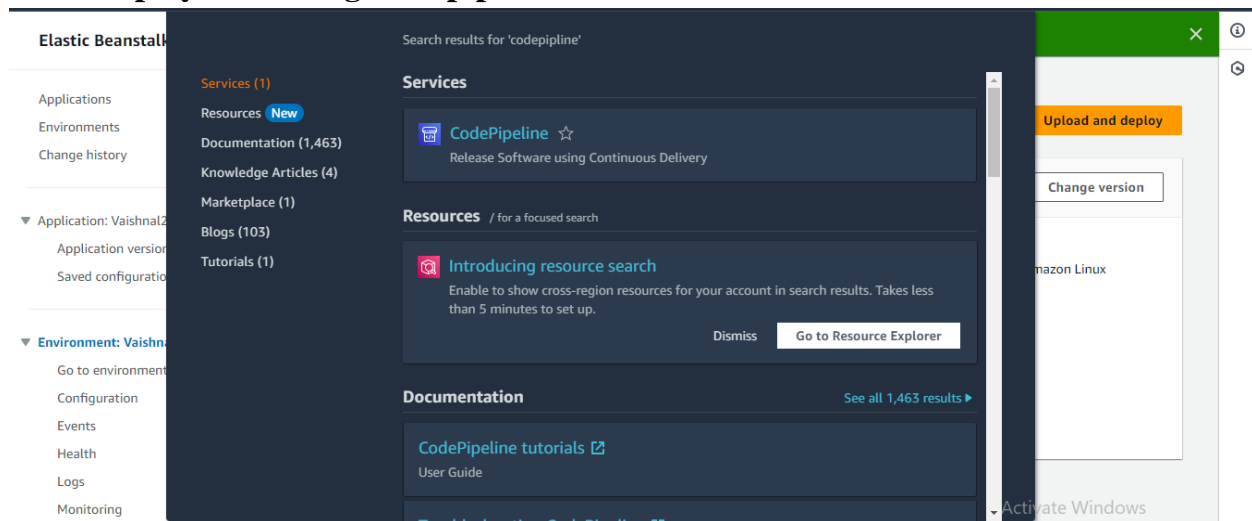 Elastic Beanstalk
Applications
Environments
Change history
Application: Vaishnal2
Application version
Saved configuratio
Environment: Vaishna
Go to environment
Configuration
Events
Health
Logs
Monitoring
Search results for 'codepipline'
Services (1)
Resources New
Documentation (1,463)
Knowledge Articles (4)
Marketplace (1)
Blogs (103)
Tutorials (1)
Services
CodePipeline
Release Software using Continuous Delivery
Resources / for a focused search
Introducing resource search
Enable to show cross-region resources for your account in search results. Takes less
than 5 minutes to set up.
Dismiss Go to Resource Explorer
Documentation See all 1,463 results
CodePipeline tutorials
User Guide
Upload and deploy
Change version
mazon Linux
Activate Windows